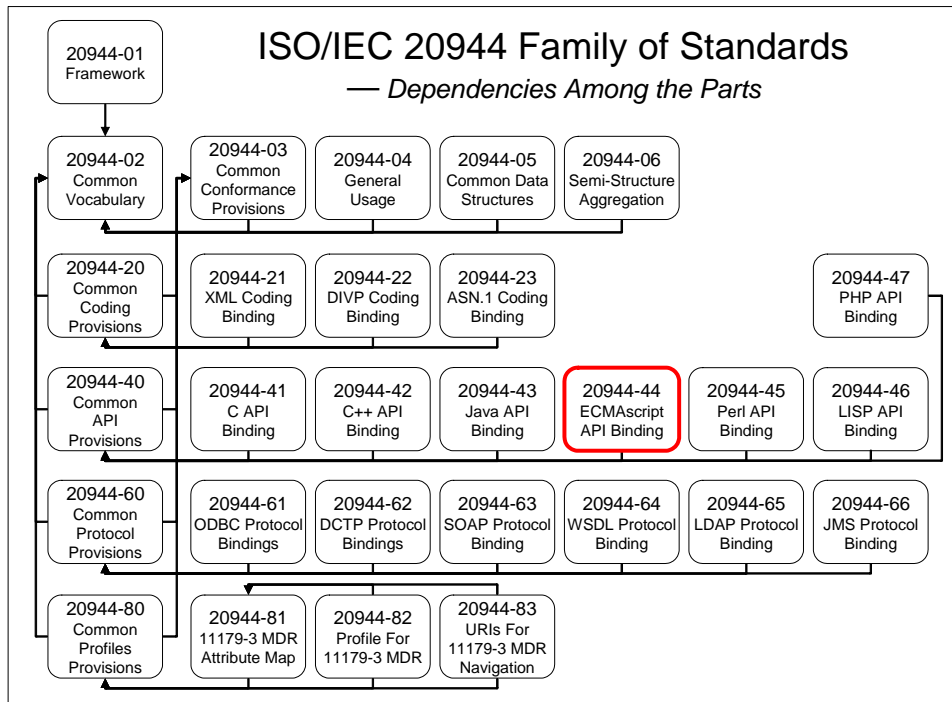 ISO/IEC 20944 Family of Standards
— Dependencies Among the Parts
20944-01
Framework
20944-02
Common
Vocabulary
20944-03
Common
Conformance
Provisions
20944-04
General
Usage
20944-05
Common Data
Structures
20944-06
Semi-Structure
Aggregation
20944-20
Common
Coding
Provisions
20944-21
XML Coding
Binding
20944-22
DIVP Coding
Binding
20944-23
ASN.1 Coding
Binding
20944-47
PHP API
Binding
20944-40
Common
API
Provisions
20944-41
C API
Binding
20944-42
C++ API
Binding
20944-43
Java API
Binding
20944-44
ECMAscript
API Binding
20944-45
Perl API
Binding
20944-46
LISP API
Binding
20944-60
Common
Protocol
Provisions
20944-61
ODBC Protocol
Bindings
20944-62
DCTP Protocol
Bindings
20944-63
SOAP Protocol
Binding
20944-64
WSDL Protocol
Binding
20944-65
LDAP Protocol
Binding
20944-66
JMS Protocol
Binding
20944-80
Common
Profiles
Provisions
20944-81
11179-3 MDR
Attribute Map
20944-82
Profile For
11179-3 MDR
20944-83
URIs For
11179-3 MDR
Navigation